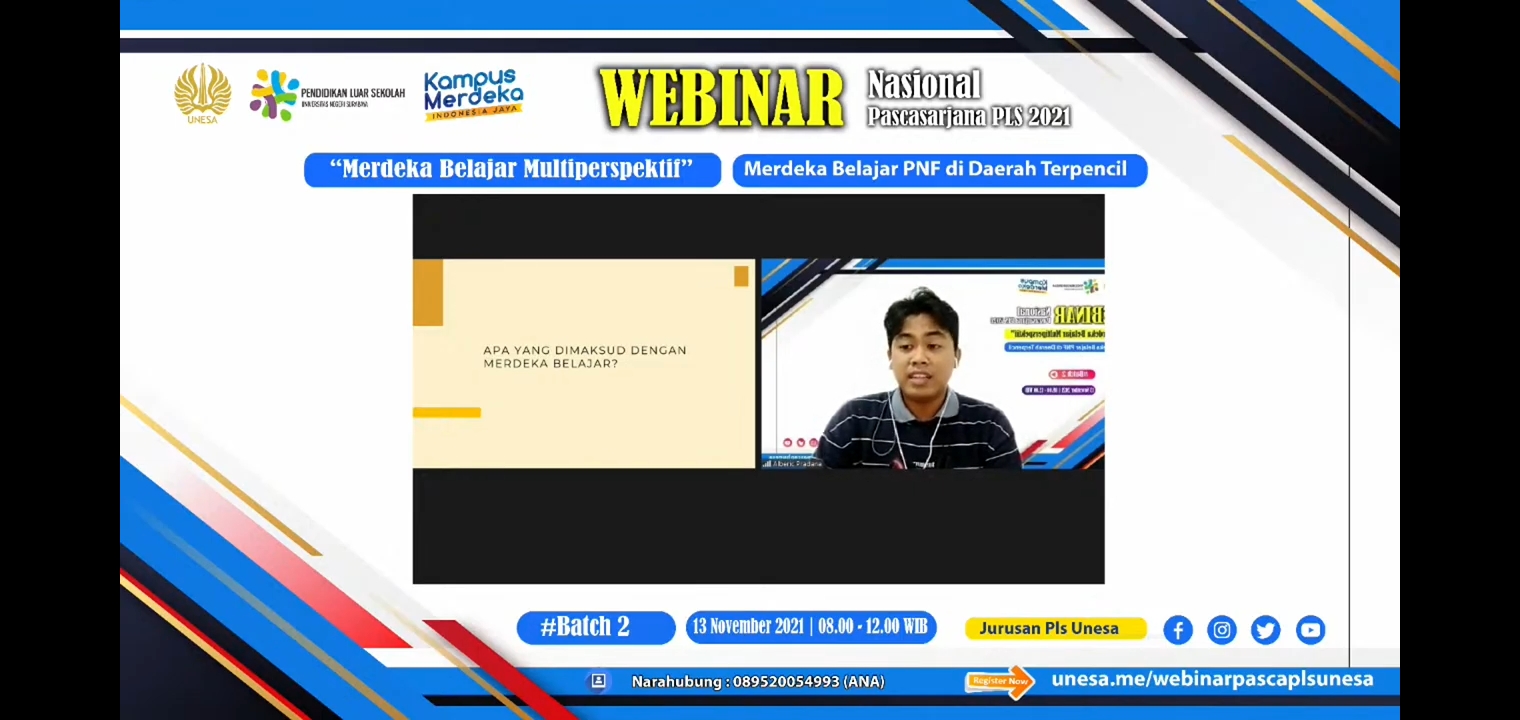 UNESA
PENDIDIKAN LUAR SEKOLAH
UNIVERSITAS NEGERI SURABAYA
Kampus
Merdeka
INDONESIA JAYA
WEBINAR
Nasional
Pascasarjana PLS 2021
“Merdeka Belajar Multiperspektif”
Merdeka Belajar PNF di Daerah Terpencil
APA YANG DIMAKSUD DENGAN
MERDEKA BELAJAR?
Alberic Pradana
#Batch 2
13 November 2021 | 08.00 - 12.00 WIB
Jurusan Pls Unesa
Narahubung : 089520054993 (ANA)
Register Now
unesa.me/webinarpascaplsunesa